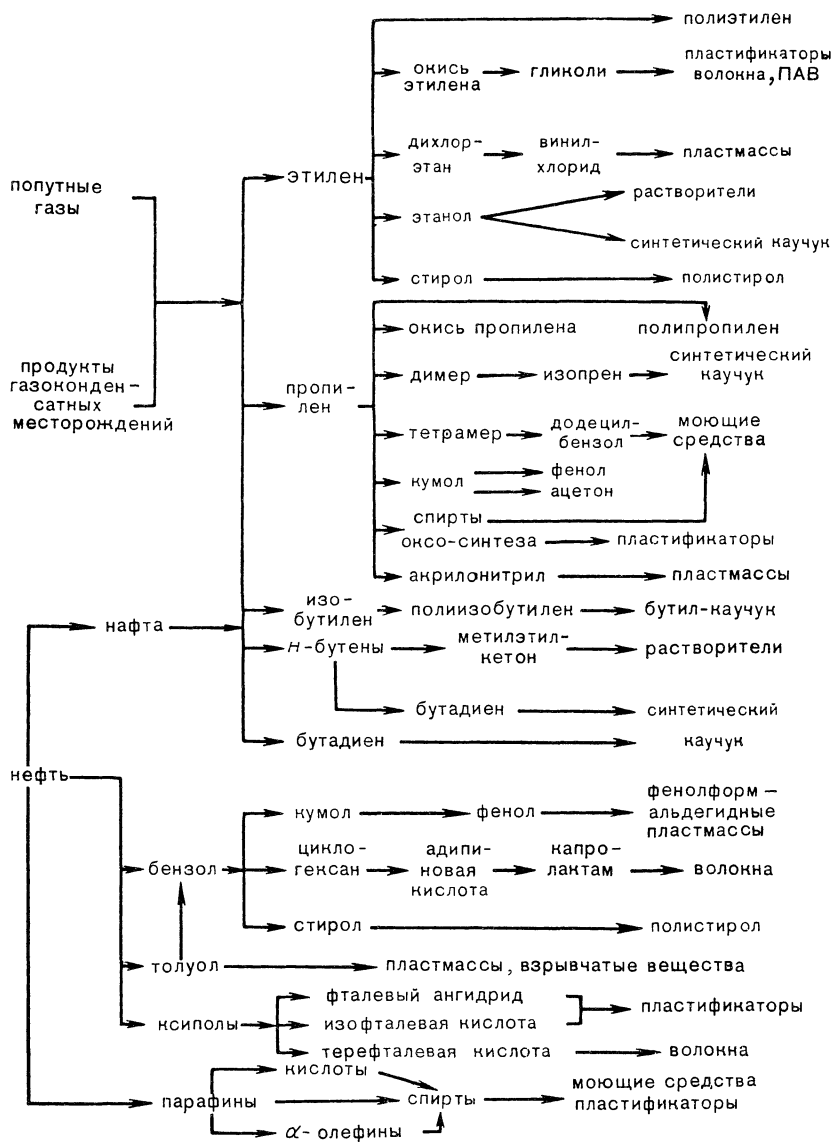 полиэтилен
окись
этилена
гликоли
пластификаторы
волокна, ПАВ
дихлор-
этан
винил-
хлорид
пластмассы
этилен
этанол
растворители
синтетический каучук
стирол
полистирол
попутные
газы
продукты
газоконден-
сатных
месторождений
окись пропилена
полипропилен
димер
изопрен
синтетический
каучук
пропи-
лен
тетрамер
додецил-
бензол
моющие
средства
кумол
фенол
ацетон
спирты
оксо-синтеза
пластификаторы
акрилонитрил
пластмассы
нафта
изо-
бутилен
полиизобутилен
бутил-каучук
н-бутены
метилэтил-
кетон
растворители
бутадиен
синтетический
бутадиен
каучук
нефть
кумол
фенол
фенолформ-
альдегидные
пластмассы
бензол
цикло-
гексан
адипи-
новая
кислота
капро-
лактам
волокна
стирол
полистирол
толуол
пластмассы, взрывчатые вещества
ксиполы
фталевый ангидрид
изофталевая кислота
пластификаторы
терефталевая кислота
волокна
парафины
кислоты
спирты
моющие средства
пластификаторы
α- олефины